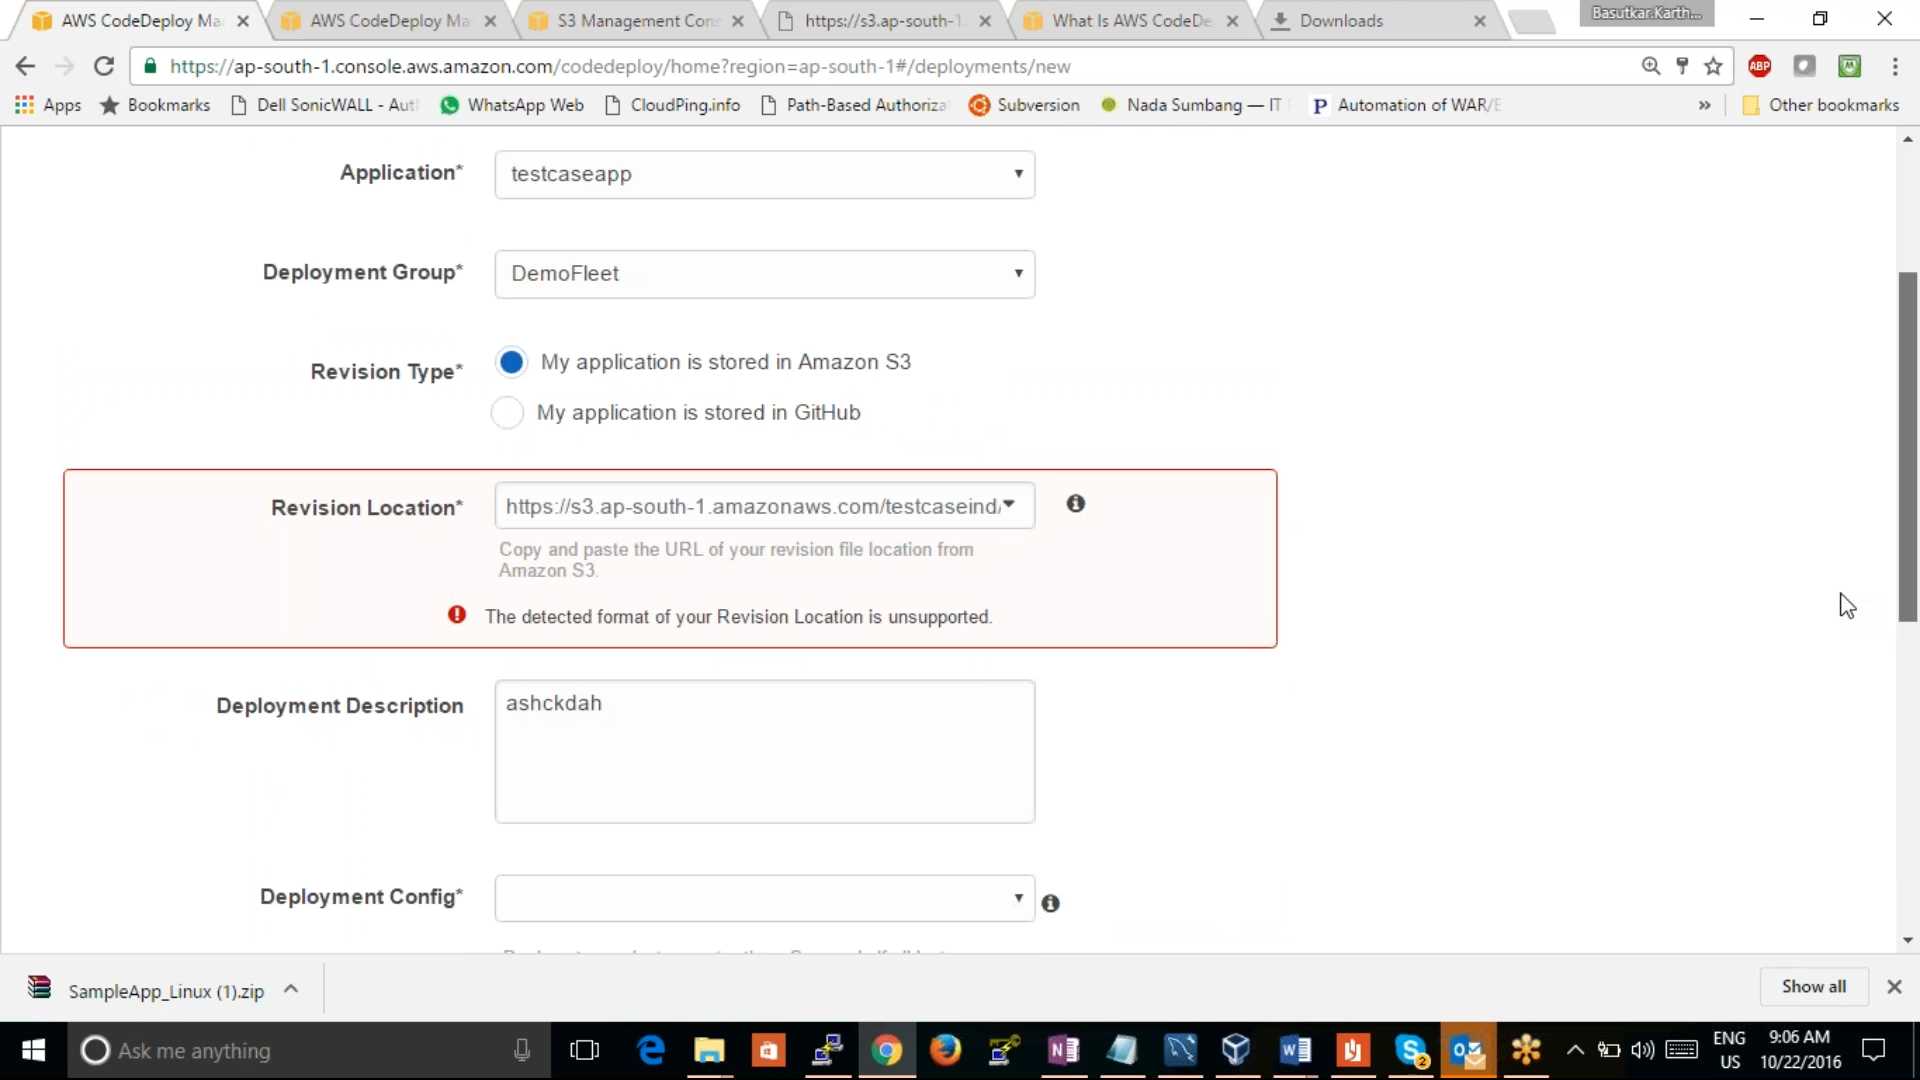 AWS CodeDeploy Ma
AWS CodeDeploy Ma
S3 Management Con
https://s3.ap-south-1
What Is AWS CodeDe
Downloads
Basutkar.Karth...
https://ap-south-1.console.aws.amazon.com/codedeploy/home?region=ap-south-1#/deployments/new
ABP
Apps
Bookmarks
Dell SonicWALL - Aut
WhatsApp Web
CloudPing.info
Path-Based Authoriza
Subversion
Nada Sumbang — IT
Automation of WAR/E
»
Other bookmarks
Application*
testcaseapp
Deployment Group*
DemoFleet
Revision Type*
My application is stored in Amazon S3
My application is stored in GitHub
Revision Location*
https://s3.ap-south-1.amazonaws.com/testcaseind/
Copy and paste the URL of your revision file location from
Amazon S3.
The detected format of your Revision Location is unsupported.
Deployment Description
ashckdah
Deployment Config*
SampleApp_Linux (1).zip
Show all
Ask me anything
ENG
US
9:06 AM
10/22/2016